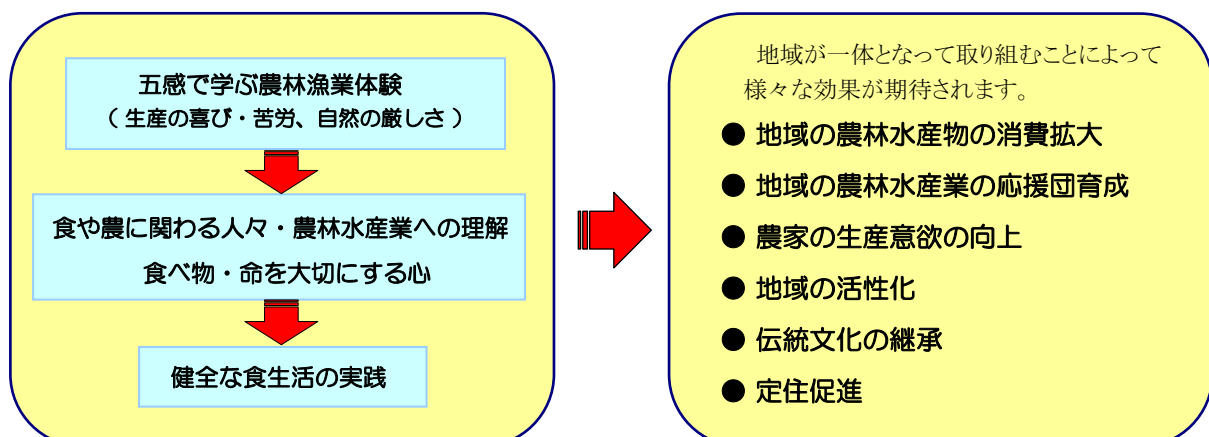 五感で学ぶ農林漁業体験
（ 生産の喜び・苦労、自然の厳しさ ）
食や農に関わる人々・農林水産業への理解
食べ物・命を大切にする心
健全な食生活の実践
地域が一体となって取り組むことによって
様々な効果が期待されます。
● 地域の農林水産物の消費拡大
● 地域の農林水産業の応援団育成
● 農家の生産意欲の向上
● 地域の活性化
● 伝統文化の継承
● 定住促進